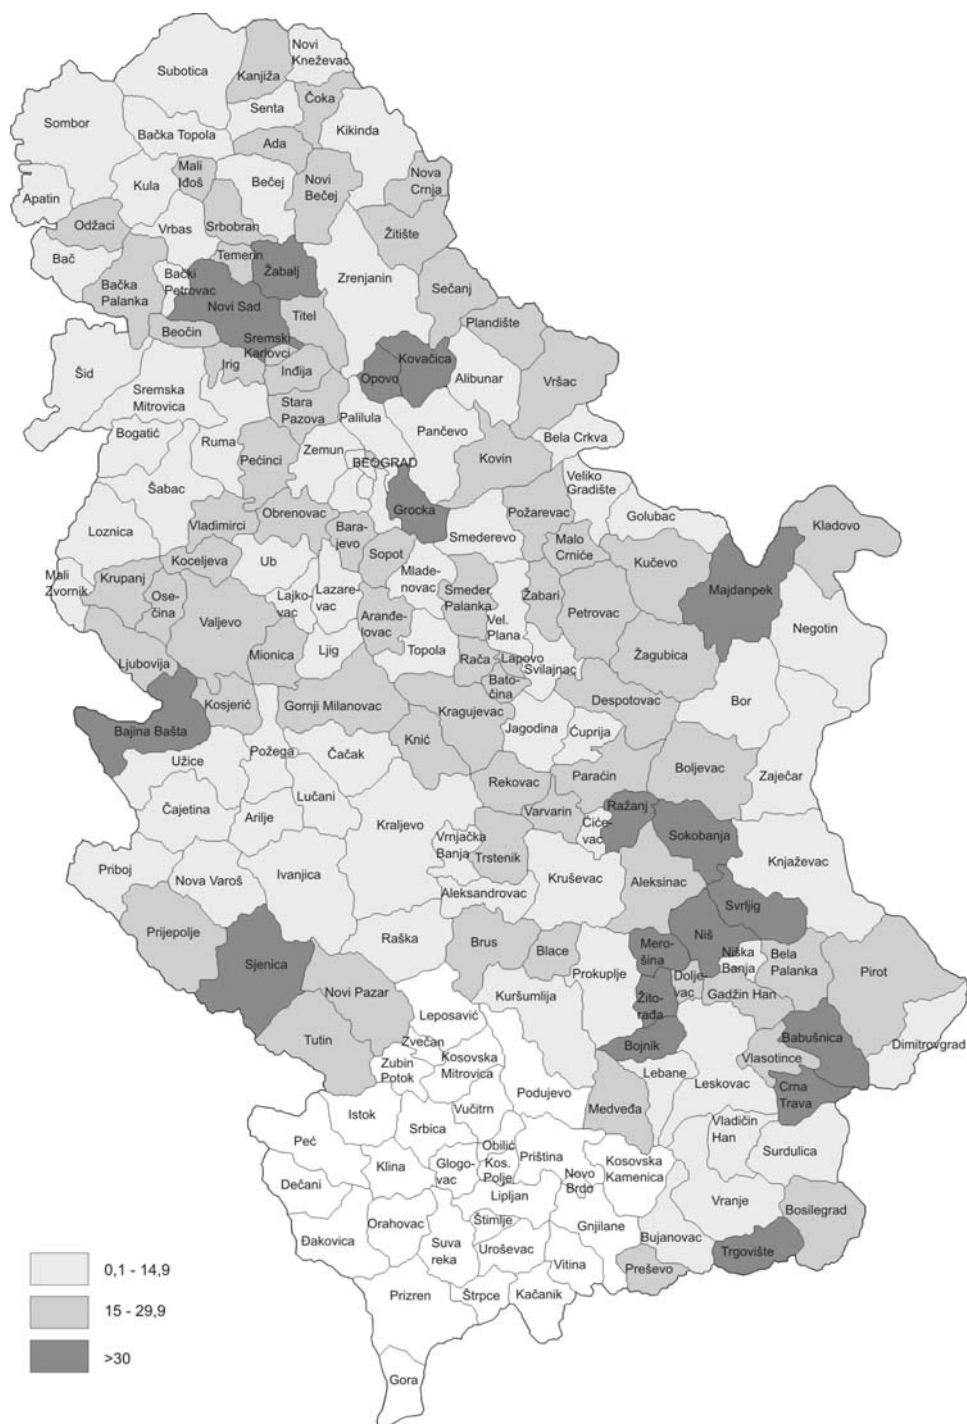 Novi
Kneževac
Subotica
Kanjiža
Čoka
Senta
Sombor
Bačka Topola
Kikinda
Ada
Mali
Iđoš
Bečej
Novi
Bečej
Nova
Crnja
Kula
Apatin
Odžaci
Vrbas
Srbobran
Žitište
Bač
Temerin
Žabalj
Bački
Petrovac
Zrenjanin
Bačka
Palanka
Novi Sad
Titel
Sečanj
Plandište
Beočin
Sremski
Karlovci
Irig
Inđija
Kovačica
Opovo
Alibunar
Vršac
Šid
Sremska
Mitrovica
Stara
Pazova
Palilula
Pančevo
Bogatić
Ruma
Zemun
Bela Crkva
Pećinci
BEOGRAD
Kovin
Veliko
Gradište
Šabac
Grocka
Golubac
Obrenovac
Požarevac
Kladovo
Loznica
Vladimirci
Bara-
jevo
Smederevo
Malo
Crniće
Sopot
Kučevo
Koceljeva
Ub
Mlade-
novac
Majdanpek
Mali
Zvornik
Krupanj
Ose-
čina
Lajko-
vac
Lazare-
vac
Smeder
Palanka
Žabari
Petrovac
Valjevo
Aranđe-
lovac
Vel.
Plana
Negotin
Ljubovija
Mionica
Ljig
Topola
Rača
Lapovo
Svilajnac
Žagubica
Bato-
čina
Kosjerić
Gornji Milanovac
Kragujevac
Despotovac
Bor
Bajina Bašta
Knić
Jagodina
Ćuprija
Požega
Čačak
Užice
Rekovac
Paraćin
Boljevac
Zaječar
Čajetina
Lučani
Arilje
Kraljevo
Varvarin
Ražanj
Ćiće-
vac
Sokobanja
Vrnjačka
Banja
Trstenik
Priboj
Nova Varoš
Ivanjica
Kruševac
Aleksinac
Knjaževac
Aleksandrovac
Svrljig
Prijepolje
Raška
Brus
Blace
Mero-
šina
Niš
Niška
Banja
Bela
Palanka
Sjenica
Prokuplje
Dolje-
vac
Pirot
Novi Pazar
Kuršumlija
Žito-
rađa
Gadžin Han
Leposavić
Babušnica
Tutin
Zvečan
Bojnik
Dimitrovgrad
Zubin
Potok
Kosovska
Mitrovica
Lebane
Vlasotince
Leskovac
Crna
Trava
Podujevo
Medveđa
Istok
Vučitrn
Srbica
Vladičin
Han
Peć
Obilić
Priština
Surdulica
Klina
Glogo-
vac
Kos.
Polje
Kosovska
Kamenica
Dečani
Novo
Brdo
Lipljan
Vranje
Bosilegrad
Orahovac
Štimlje
Gnjilane
Đakovica
Suva
reka
Uroševac
Bujanovac
Trgovište
Vitina
Preševo
Prizren
Štrpce
Kačanik
Gora
0,1 - 14,9
15 - 29,9
>30